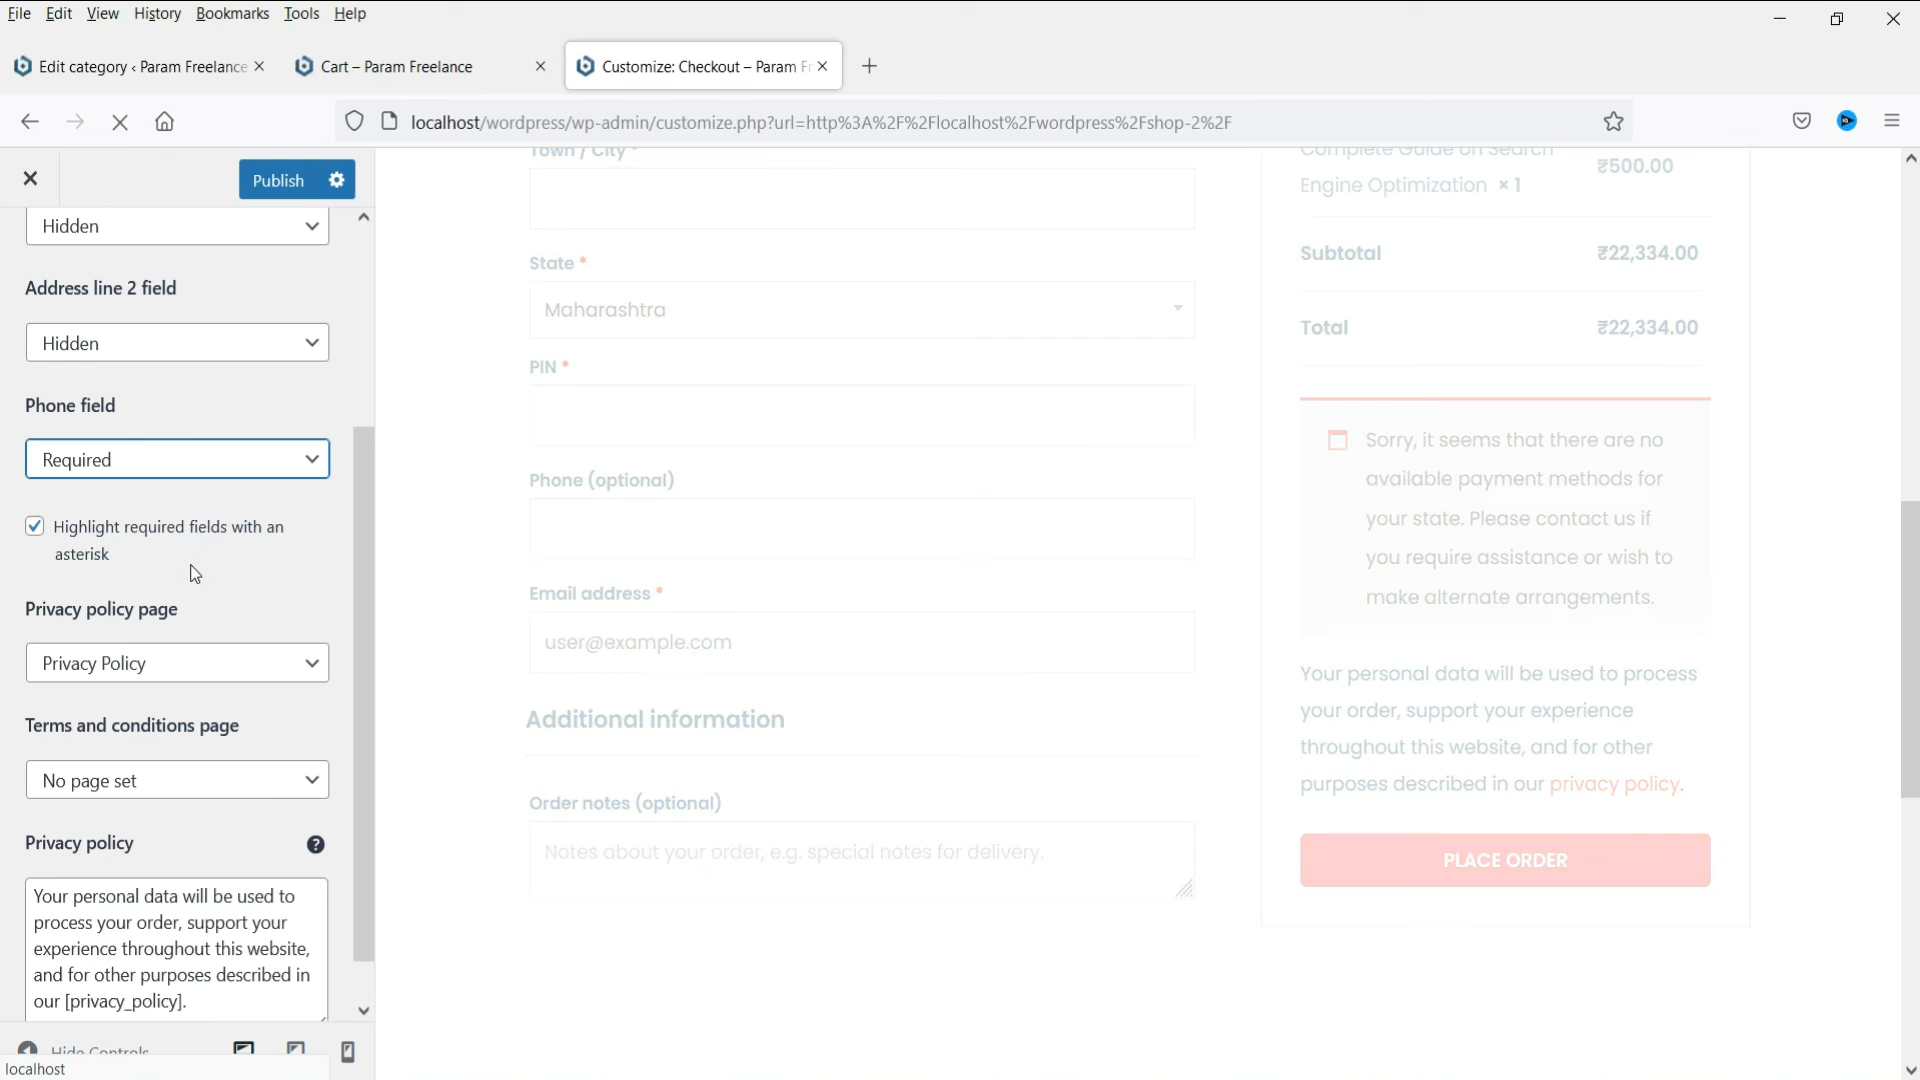 File Edit View History Bookmarks Tools Help
Edit category ‹ Param Freelance
Cart – Param Freelance
Customize: Checkout – Param Fr
localhost/wordpress/wp-admin/customize.php?url=http%3A%2F%2Flocalhost%2Fwordpress%2Fshop-2%2F
Publish
Hidden
Address line 2 field
Hidden
Phone field
Required
Highlight required fields with an
asterisk
Privacy policy page
Privacy Policy
Terms and conditions page
No page set
Privacy policy
Your personal data will be used to
process your order, support your
experience throughout this website,
and for other purposes described in
our [privacy_policy].
Hide Controls
localhost
Town / City *
State *
Maharashtra
PIN *
Phone (optional)
Email address *
user@example.com
Additional information
Order notes (optional)
Notes about your order, e.g. special notes for delivery.
Complete Guide on Search
Engine Optimization × 1
₹500.00
Subtotal ₹22,334.00
Total ₹22,334.00
Sorry, it seems that there are no
available payment methods for
your state. Please contact us if
you require assistance or wish to
make alternate arrangements.
Your personal data will be used to process
your order, support your experience
throughout this website, and for other
purposes described in our privacy policy.
PLACE ORDER